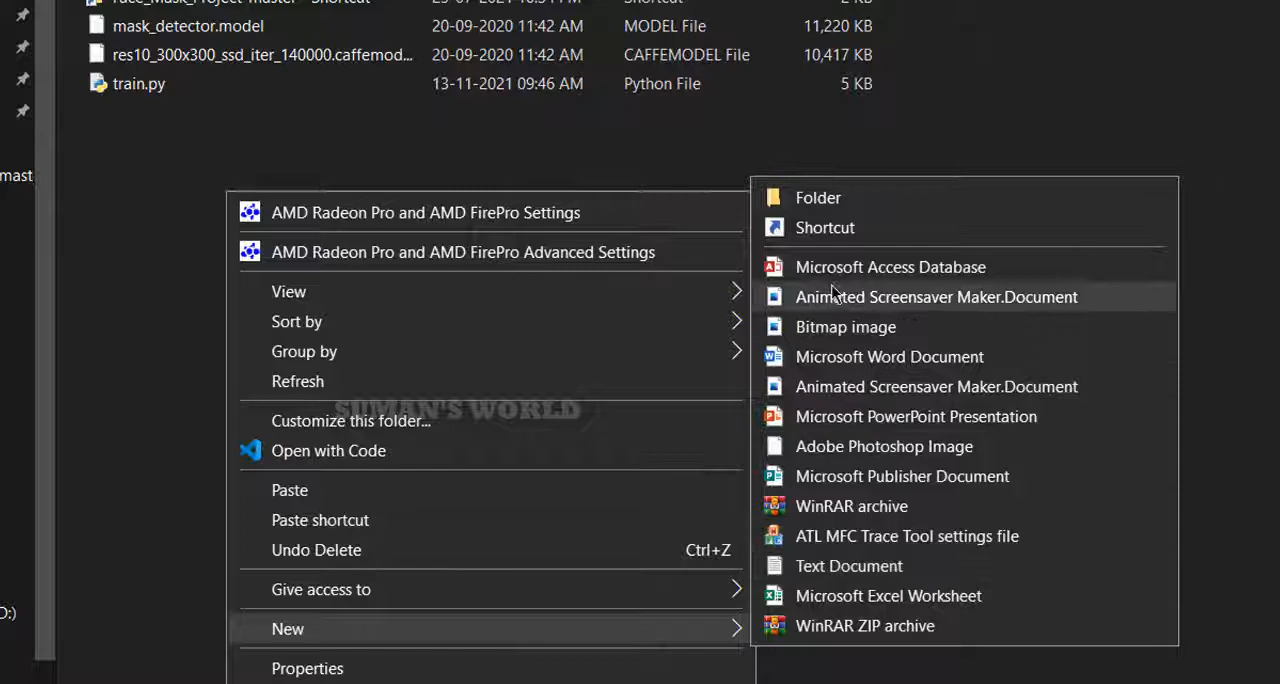 mask_detector.model 20-09-2020 11:42 AM MODEL File 11,220 KB
res10_300x300_ssd_iter_140000.caffemod... 20-09-2020 11:42 AM CAFFEMODEL File 10,417 KB
train.py 13-11-2021 09:46 AM Python File 5 KB
mast
AMD Radeon Pro and AMD FirePro Settings
AMD Radeon Pro and AMD FirePro Advanced Settings
View
Sort by
Group by
Refresh
SUMAN'S WORLD
Customize this folder...
Open with Code
Paste
Paste shortcut
Undo Delete Ctrl+Z
Give access to
New
Properties
Folder
Shortcut
Microsoft Access Database
Animated Screensaver Maker.Document
Bitmap image
Microsoft Word Document
Animated Screensaver Maker.Document
Microsoft PowerPoint Presentation
Adobe Photoshop Image
Microsoft Publisher Document
WinRAR archive
ATL MFC Trace Tool settings file
Text Document
Microsoft Excel Worksheet
WinRAR ZIP archive
D:)